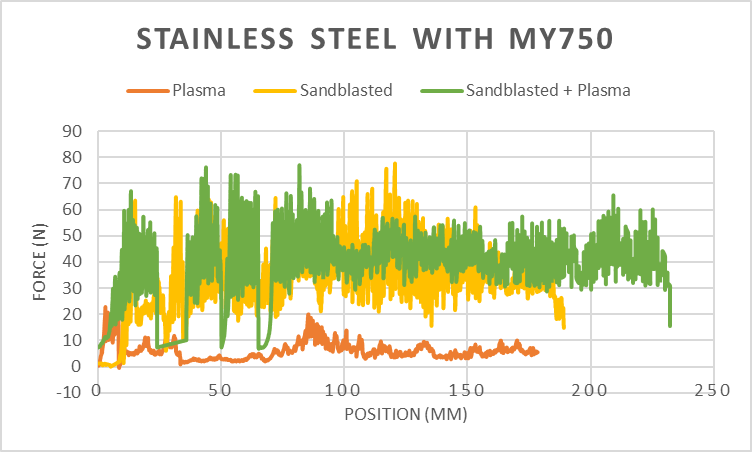 STAINLESS STEEL WITH MY750
Plasma Sandblasted Sandblasted + Plasma
90
80
70
60
50
40
30
20
10
0
-10
FORCE (N)
0 50 100 150 200 250
POSITION (MM)